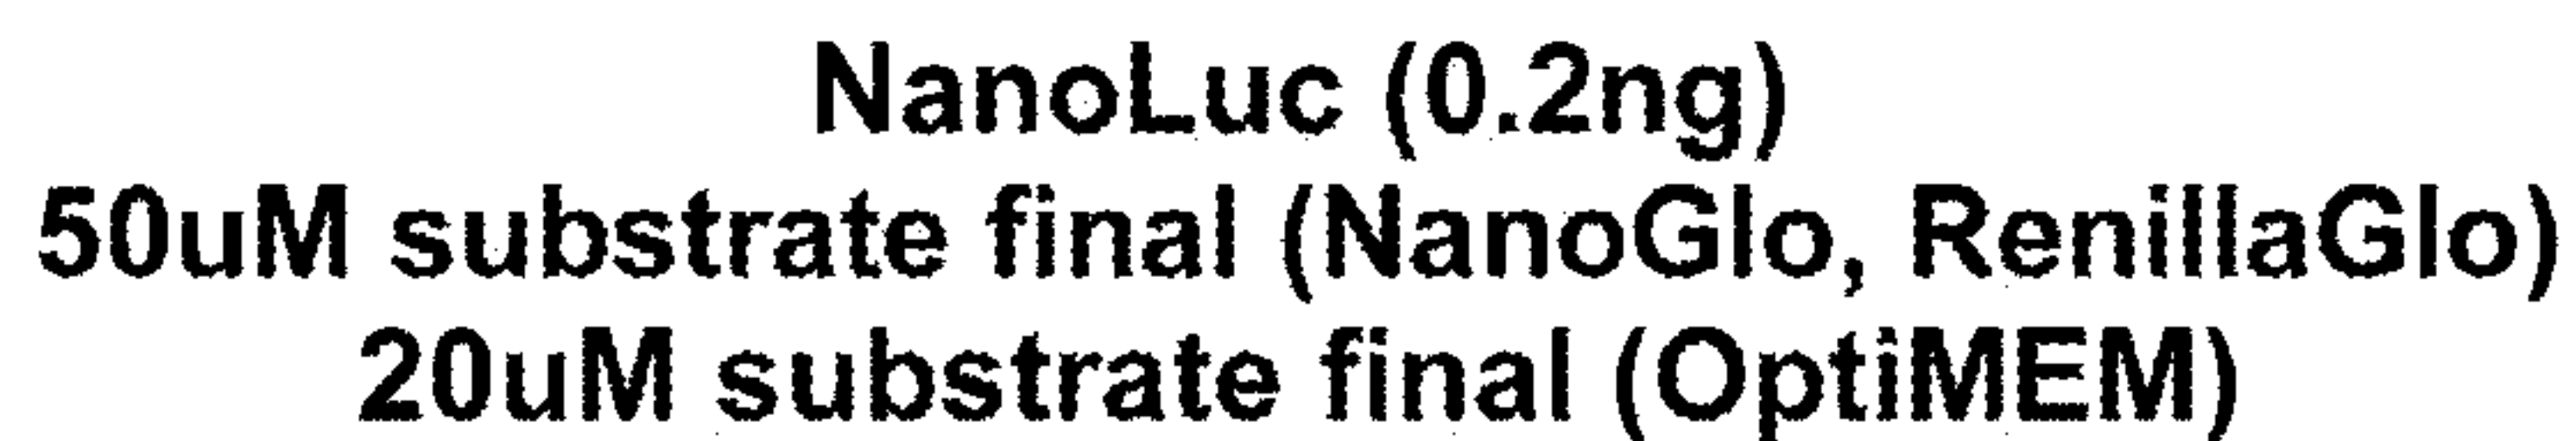 NanoLuc (0.2ng)
50uM substrate final (NanoGlo, RenillaGlo)
20uM substrate final (OptiMEM)